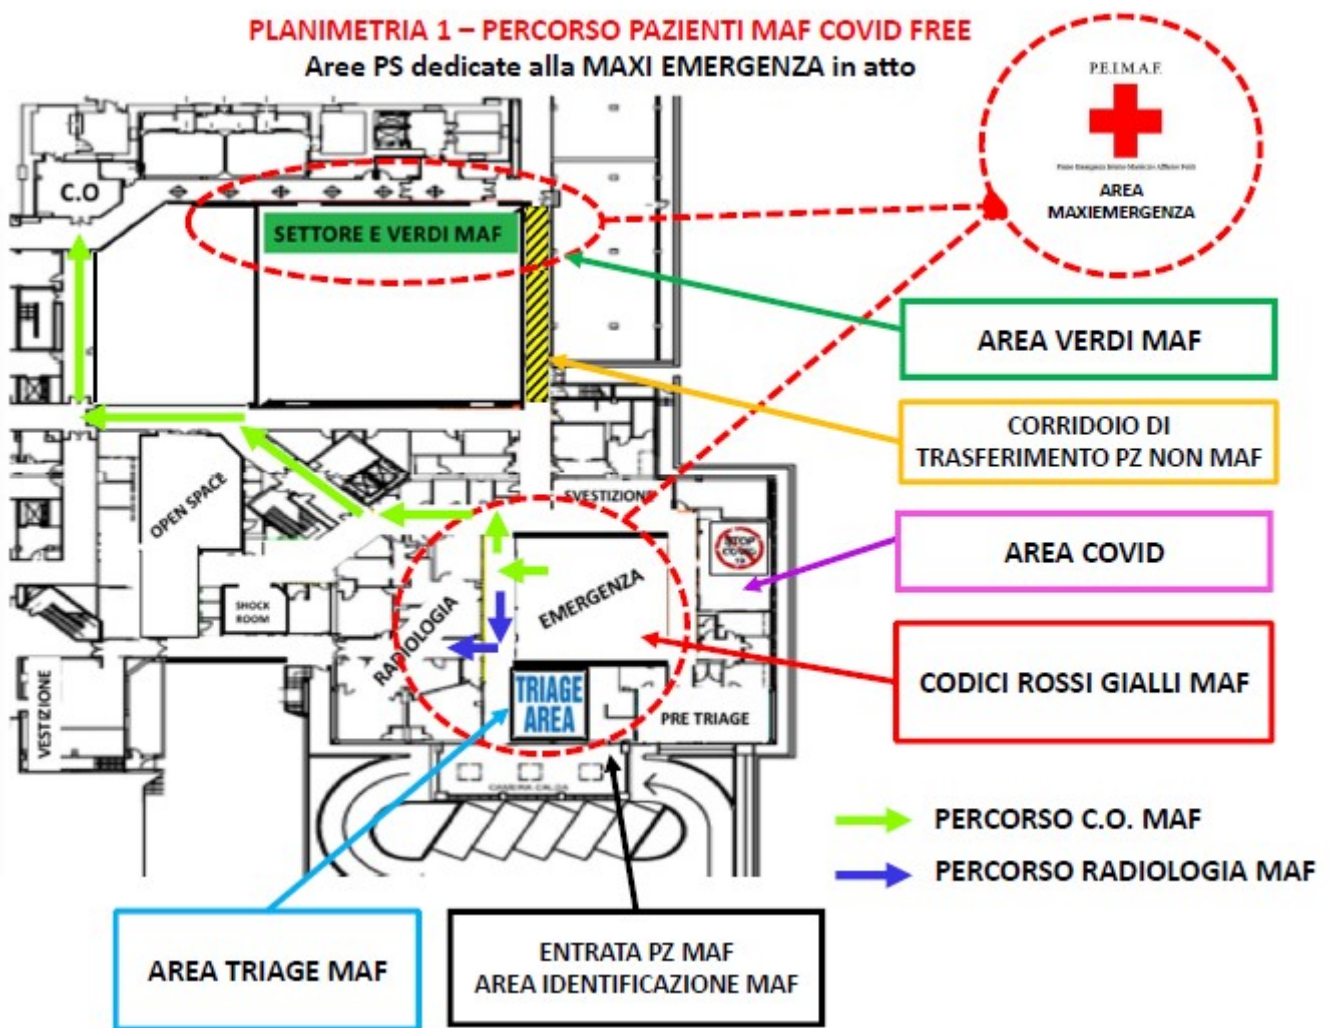 PLANIMETRIA 1 – PERCORSO PAZIENTI MAF COVID FREE
Aree PS dedicate alla MAXI EMERGENZA in atto
P.E.I.M.A.F.
AREA
MAXIEMERGENZA
C.O
SETTORE E VERDI MAF
AREA VERDI MAF
CORRIDOIO DI
TRASFERIMENTO PZ NON MAF
OPEN SPACE
SVESTIZIONE
STOP
AREA COVID
EMERGENZA
SHOCK
ROOM
RADIOLOGIA
CODICI ROSSI GIALLI MAF
VESTIZIONE
TRIAGE
AREA
PRE TRIAGE
CAMERA CALDA
PERCORSO C.O. MAF
PERCORSO RADIOLOGIA MAF
AREA TRIAGE MAF
ENTRATA PZ MAF
AREA IDENTIFICAZIONE MAF